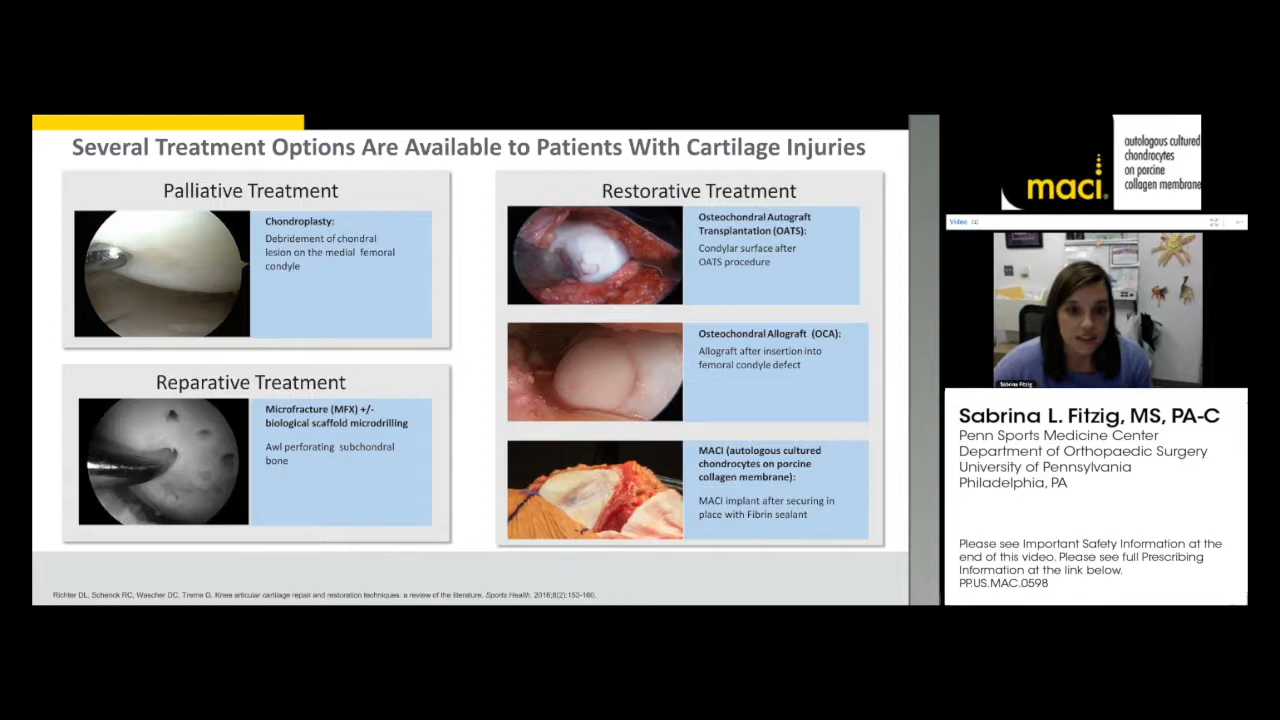 Several Treatment Options Are Available to Patients With Cartilage Injuries
Palliative Treatment
Chondroplasty:
Debridement of chondral
lesion on the medial femoral
condyle
Reparative Treatment
Microfracture (MFX) +/-
biological scaffold microdrilling
Awl perforating subchondral
bone
Restorative Treatment
Osteochondral Autograft
Transplantation (OATS):
Condylar surface after
OATS procedure
Osteochondral Allograft (OCA):
Allograft after insertion into
femoral condyle defect
MACI (autologous cultured
chondrocytes on porcine
collagen membrane):
MACI implant after securing in
place with Fibrin sealant
Richter DL, Schenck RC, Wascher DC, Treme G. Knee articular cartilage repair and restoration techniques: a review of the literature. Sports Health. 2016;8(2):153-160.
maci®
autologous cultured
chondrocytes
on porcine
collagen membrane
Video
Sabrina Fitzig
Sabrina L. Fitzig, MS, PA-C
Penn Sports Medicine Center
Department of Orthopaedic Surgery
University of Pennsylvania
Philadelphia, PA
Please see Important Safety Information at the
end of this video. Please see full Prescribing
Information at the link below.
PP.US.MAC.0598